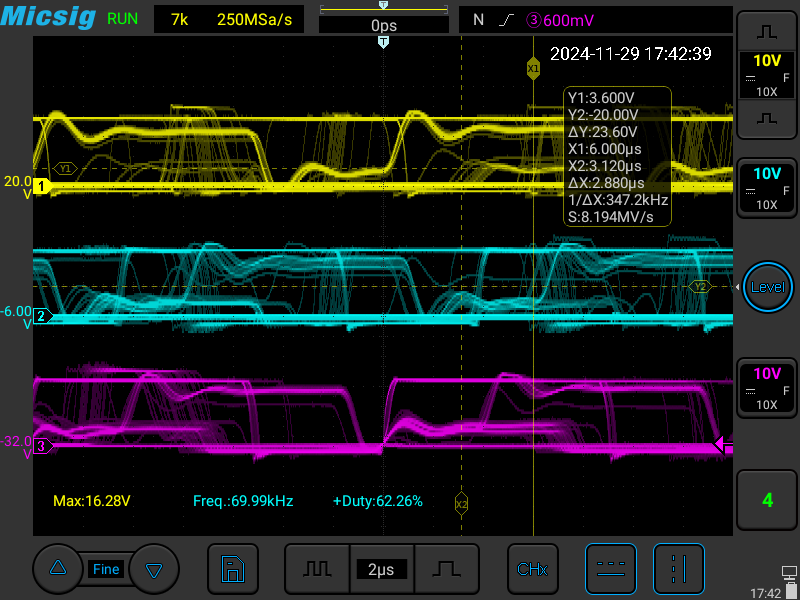 Micsig RUN 7k 250MSa/s 0ps N ③ 600mV
T
T
2024-11-29 17:42:39
X1
10V
F
10X
Y1:3.600V
Y2:-20.00V
ΔY:23.60V
X1:6.000µs
X2:3.120µs
ΔX:2.880µs
1/ΔX:347.2kHz
S:8.194MV/s
Y1
20.0
V
1
10V
F
10X
Y2
Level
-6.00
V
2
10V
F
10X
-32.0
V
3
Max:16.28V Freq.:69.99kHz +Duty:62.26%
X2
4
Fine
2µs
CHx
17:42